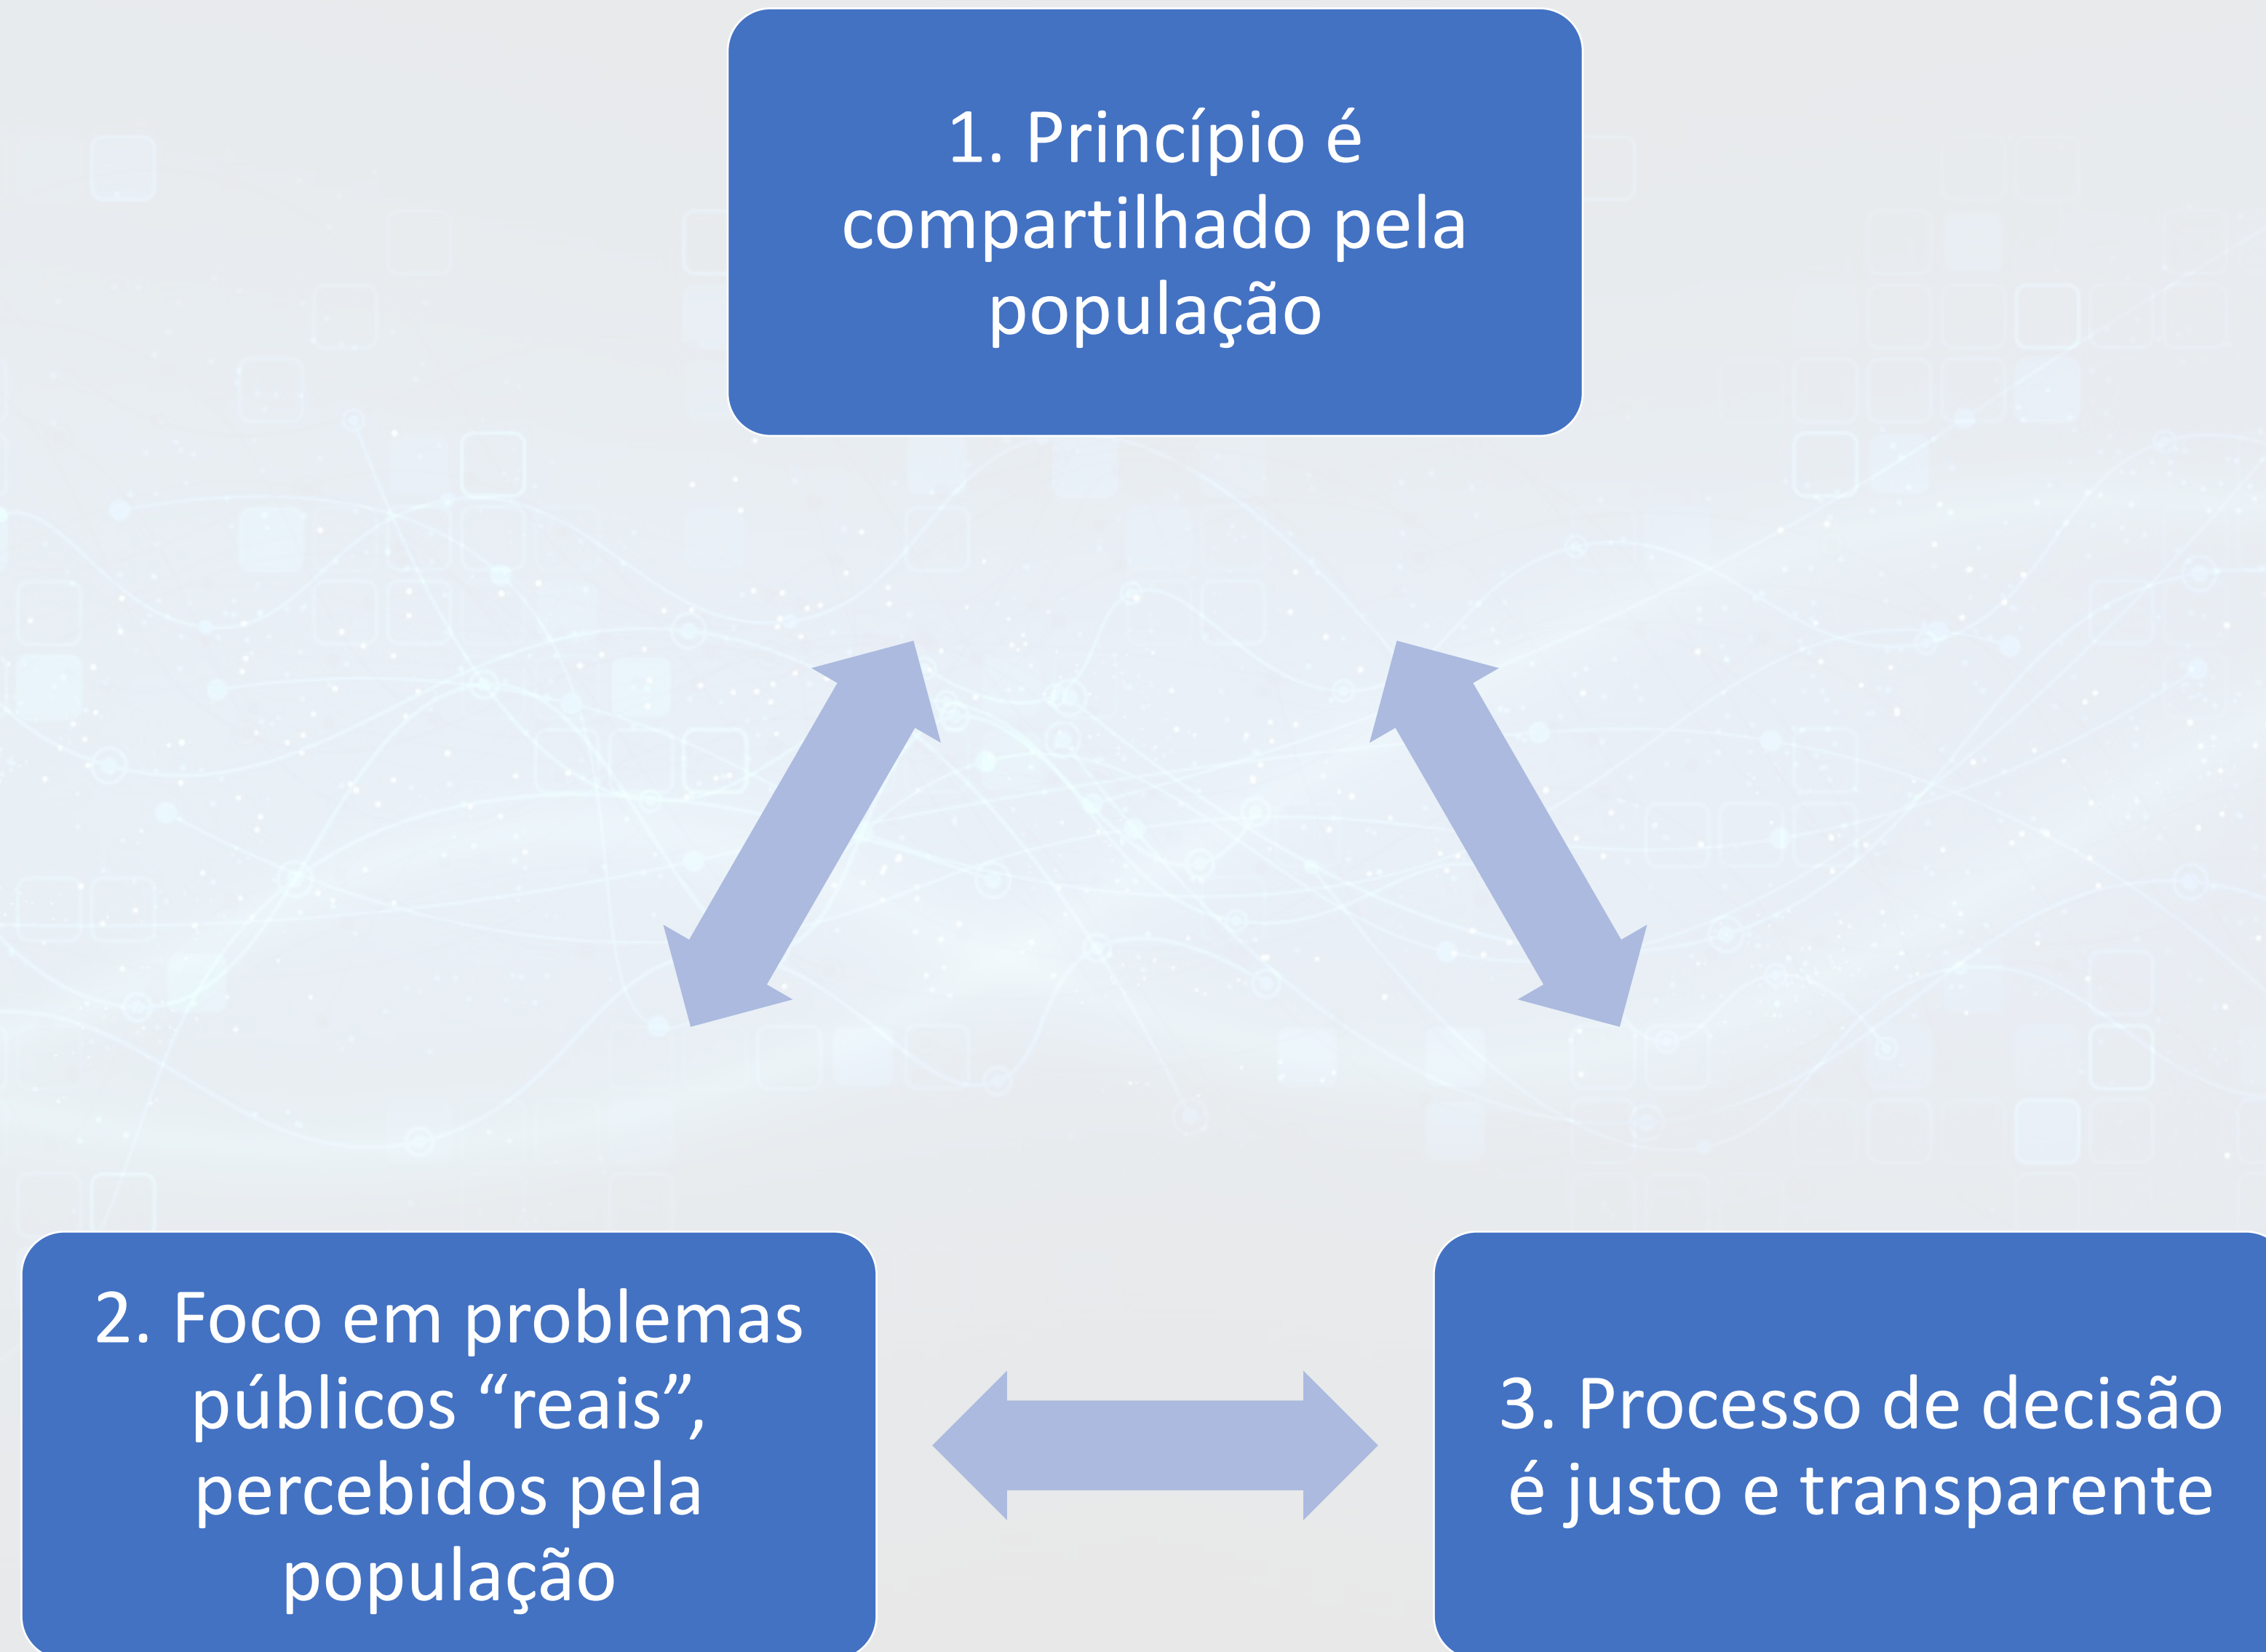 1. Princípio é
compartilhado pela
população
2. Foco em problemas
públicos “reais”,
percebidos pela
população
3. Processo de decisão
é justo e transparente